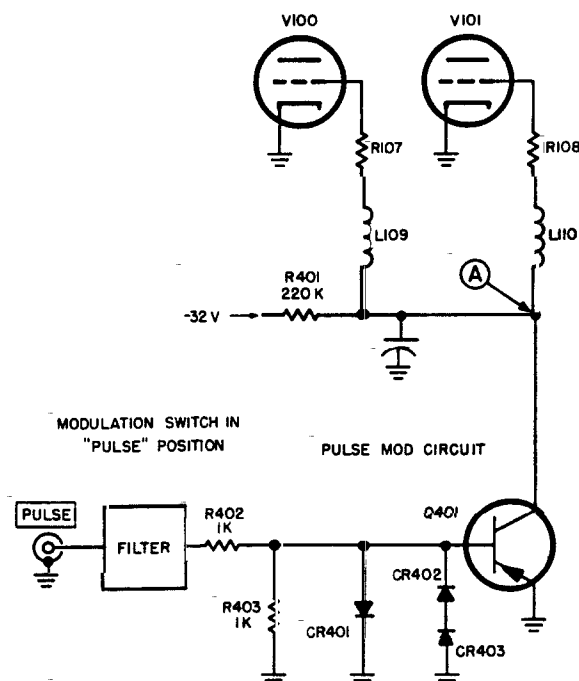 V100
V101
R107
R108
L109
L110
A
R401
220 K
-32 V
MODULATION SWITCH IN
"PULSE" POSITION
PULSE MOD CIRCUIT
PULSE
FILTER
R402
1K
Q401
R403
1K
CR401
CR402
CR403